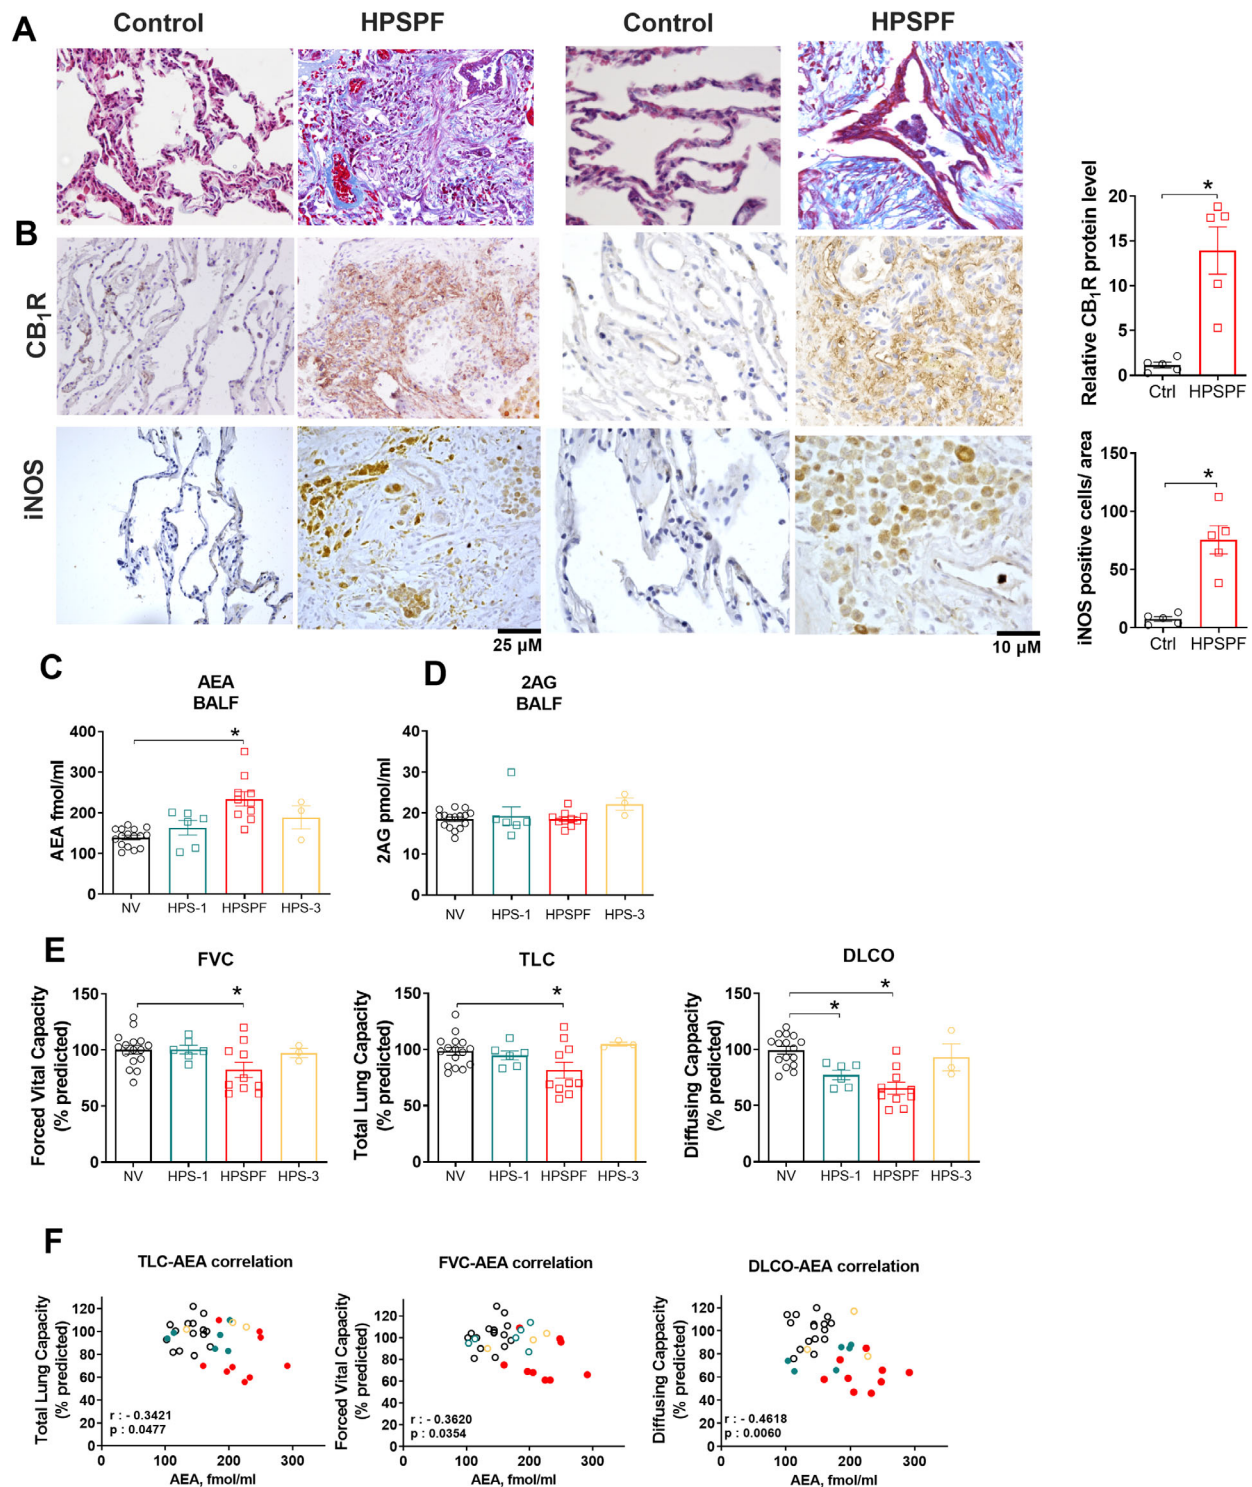 A
Control
HPSPF
Control
HPSPF
B
CB1R
iNOS
25 µM
10 µM
Relative CB1R protein level
20
15
10
5
0
*
Ctrl
HPSPF
iNOS positive cells/ area
150
100
50
0
*
Ctrl
HPSPF
C
AEA
BALF
AEA fmol/ml
400
300
200
100
0
*
NV
HPS-1
HPSPF
HPS-3
D
2AG
BALF
2AG pmol/ml
40
30
20
10
0
NV
HPS-1
HPSPF
HPS-3
E
FVC
Forced Vital Capacity
(% predicted)
150
100
50
0
*
NV
HPS-1
HPSPF
HPS-3
TLC
Total Lung Capacity
(% predicted)
150
100
50
0
*
NV
HPS-1
HPSPF
HPS-3
DLCO
Diffusing Cappacity
(% predicted)
150
100
50
0
*
*
NV
HPS-1
HPSPF
HPS-3
F
TLC-AEA correlation
Total Lung Capacity
(% predicted)
120
100
80
60
40
20
0
r : - 0.3421
p : 0.0477
0
100
200
300
AEA, fmol/ml
FVC-AEA correlation
Forced Vital Capacity
(% predicted)
120
100
80
60
40
20
0
r : - 0.3620
p : 0.0354
0
100
200
300
AEA, fmol/ml
DLCO-AEA correlation
Diffusing Cappacity
(% predicted)
120
100
80
60
40
20
0
r : - 0.4618
p : 0.0060
0
100
200
300
AEA, fmol/ml